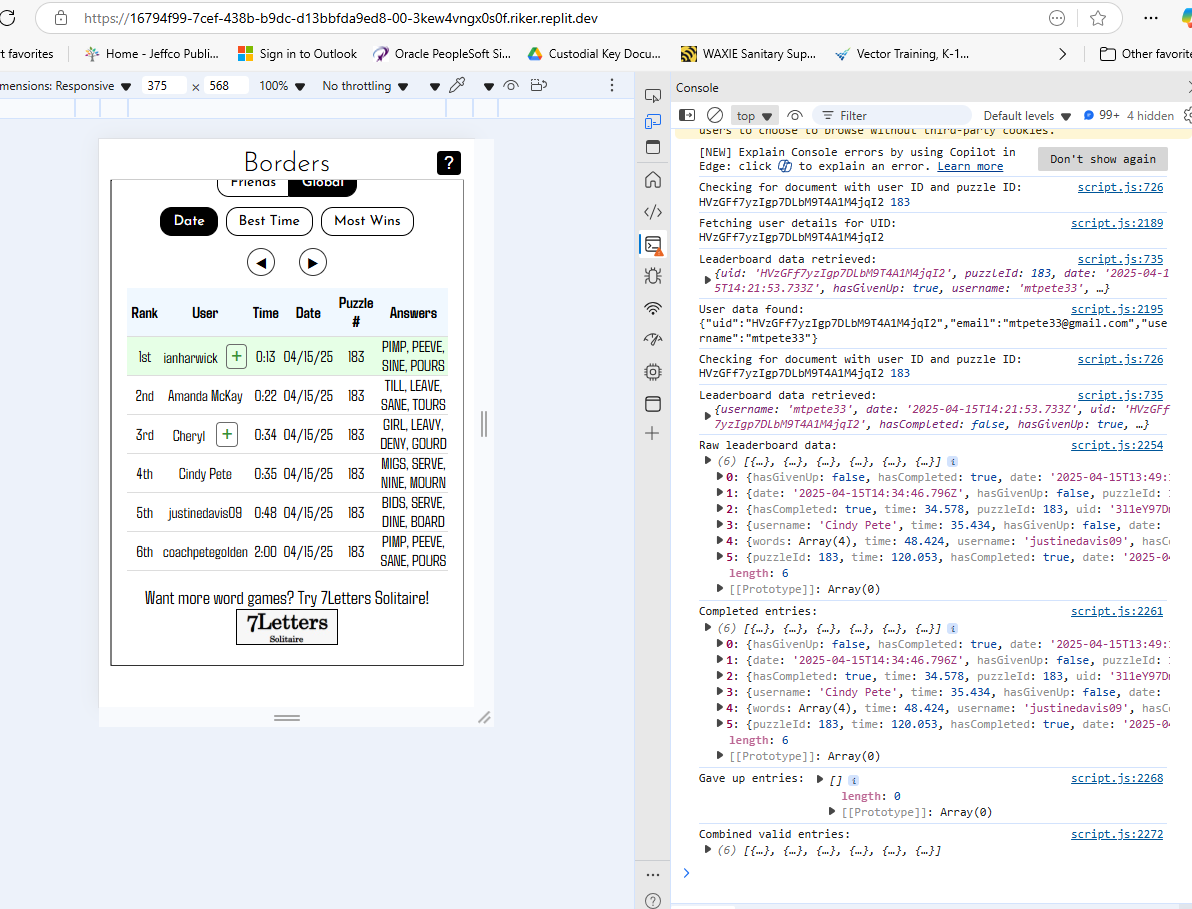 https://16794f99-7cef-438b-b9dc-d13bbfda9ed8-00-3kew4vngx0s0f.riker.replit.dev
t favorites
Home - Jeffco Publi...
Sign in to Outlook
Oracle PeopleSoft Si...
Custodial Key Docu...
WAXIE Sanitary Sup...
Vector Training, K-1...
Other favorite
mensions: Responsive ▼ 375 × 568 100% ▼ No throttling ▼
Console
top ▼ Filter Default levels ▼ 99+ 4 hidden
Borders ?
Friends Global
Date Best Time Most Wins
◀ ▶
Rank User Time Date Puzzle # Answers
1st ianharwick + 0:13 04/15/25 183 PIMP, PEEVE,
SINE, POURS
2nd Amanda McKay 0:22 04/15/25 183 TILL, LEAVE,
SANE, TOURS
3rd Cheryl + 0:34 04/15/25 183 GIRL, LEAVY,
DENY, GOURD
4th Cindy Pete 0:35 04/15/25 183 MIGS, SERVE,
NINE, MOURN
5th justinedavis09 0:48 04/15/25 183 BIDS, SERVE,
DINE, BOARD
6th coachpetegolden 2:00 04/15/25 183 PIMP, PEEVE,
SANE, POURS
Want more word games? Try 7Letters Solitaire!
7Letters
Solitaire
users to choose to browse without third-party cookies.
[NEW] Explain Console errors by using Copilot in
Edge: click to explain an error. Learn more
Don't show again
Checking for document with user ID and puzzle ID: script.js:726
HVzGFf7yzIgp7DLbM9T4A1M4jqI2 183
Fetching user details for UID: script.js:2189
HVzGFf7yzIgp7DLbM9T4A1M4jqI2
Leaderboard data retrieved: script.js:735
{uid: 'HVzGFf7yzIgp7DLbM9T4A1M4jqI2', puzzleId: 183, date: '2025-04-1
5T14:21:53.733Z', hasGivenUp: true, username: 'mtpete33', …}
User data found: script.js:2195
{"uid":"HVzGFf7yzIgp7DLbM9T4A1M4jqI2","email":"mtpete33@gmail.com","use
rname":"mtpete33"}
Checking for document with user ID and puzzle ID: script.js:726
HVzGFf7yzIgp7DLbM9T4A1M4jqI2 183
Leaderboard data retrieved: script.js:735
{username: 'mtpete33', date: '2025-04-15T14:21:53.733Z', uid: 'HVzGFf
7yzIgp7DLbM9T4A1M4jqI2', hasCompleted: false, hasGivenUp: true, …}
Raw leaderboard data: script.js:2254
(6) [{…}, {…}, {…}, {…}, {…}, {…}] i
0: {hasGivenUp: false, hasCompleted: true, date: '2025-04-15T13:49:
1: {date: '2025-04-15T14:34:46.796Z', hasGivenUp: false, puzzleId:
2: {hasCompleted: true, time: 34.578, puzzleId: 183, uid: '3l1eY97D
3: {username: 'Cindy Pete', time: 35.434, hasGivenUp: false, date:
4: {words: Array(4), time: 48.424, username: 'justinedavis09', hasC
5: {puzzleId: 183, time: 120.053, hasCompleted: true, date: '2025-04
length: 6
[[Prototype]]: Array(0)
Completed entries: script.js:2261
(6) [{…}, {…}, {…}, {…}, {…}, {…}] i
0: {hasGivenUp: false, hasCompleted: true, date: '2025-04-15T13:49:
1: {date: '2025-04-15T14:34:46.796Z', hasGivenUp: false, puzzleId:
2: {hasCompleted: true, time: 34.578, puzzleId: 183, uid: '3l1eY97D
3: {username: 'Cindy Pete', time: 35.434, hasGivenUp: false, date:
4: {words: Array(4), time: 48.424, username: 'justinedavis09', hasC
5: {puzzleId: 183, time: 120.053, hasCompleted: true, date: '2025-04
length: 6
[[Prototype]]: Array(0)
Gave up entries: [] i script.js:2268
length: 0
[[Prototype]]: Array(0)
Combined valid entries: script.js:2272
(6) [{…}, {…}, {…}, {…}, {…}, {…}]